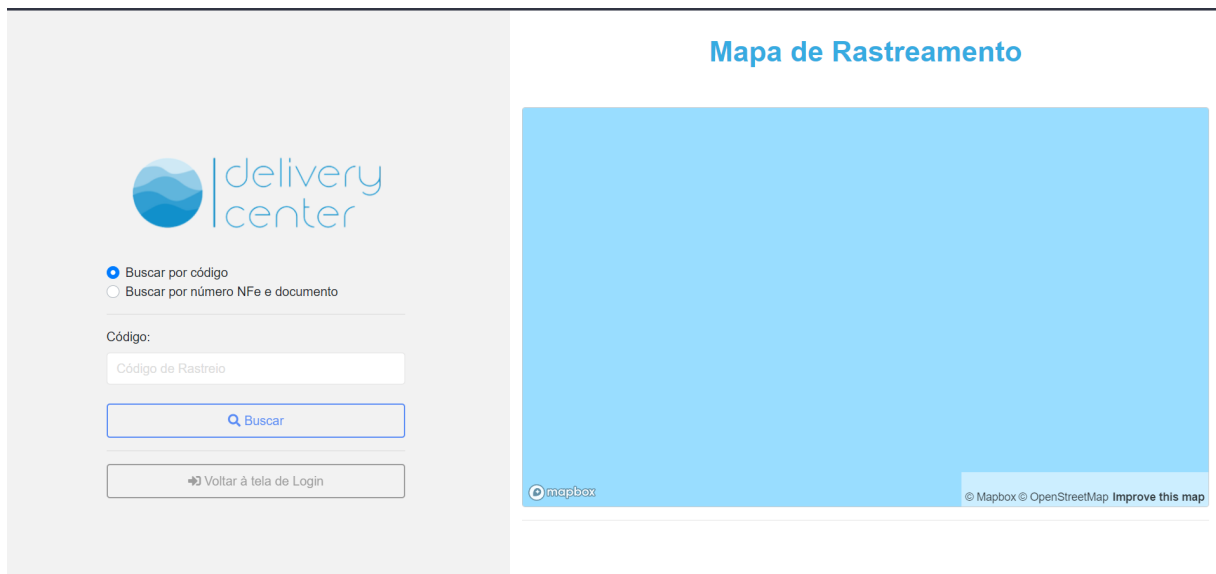 delivery
center
Buscar por código
Buscar por número NFe e documento
Código:
Código de Rastreio
Buscar
Voltar á tela de Login
Mapa de Rastreamento
mapbox
© Mapbox © OpenStreetMap Improve this map